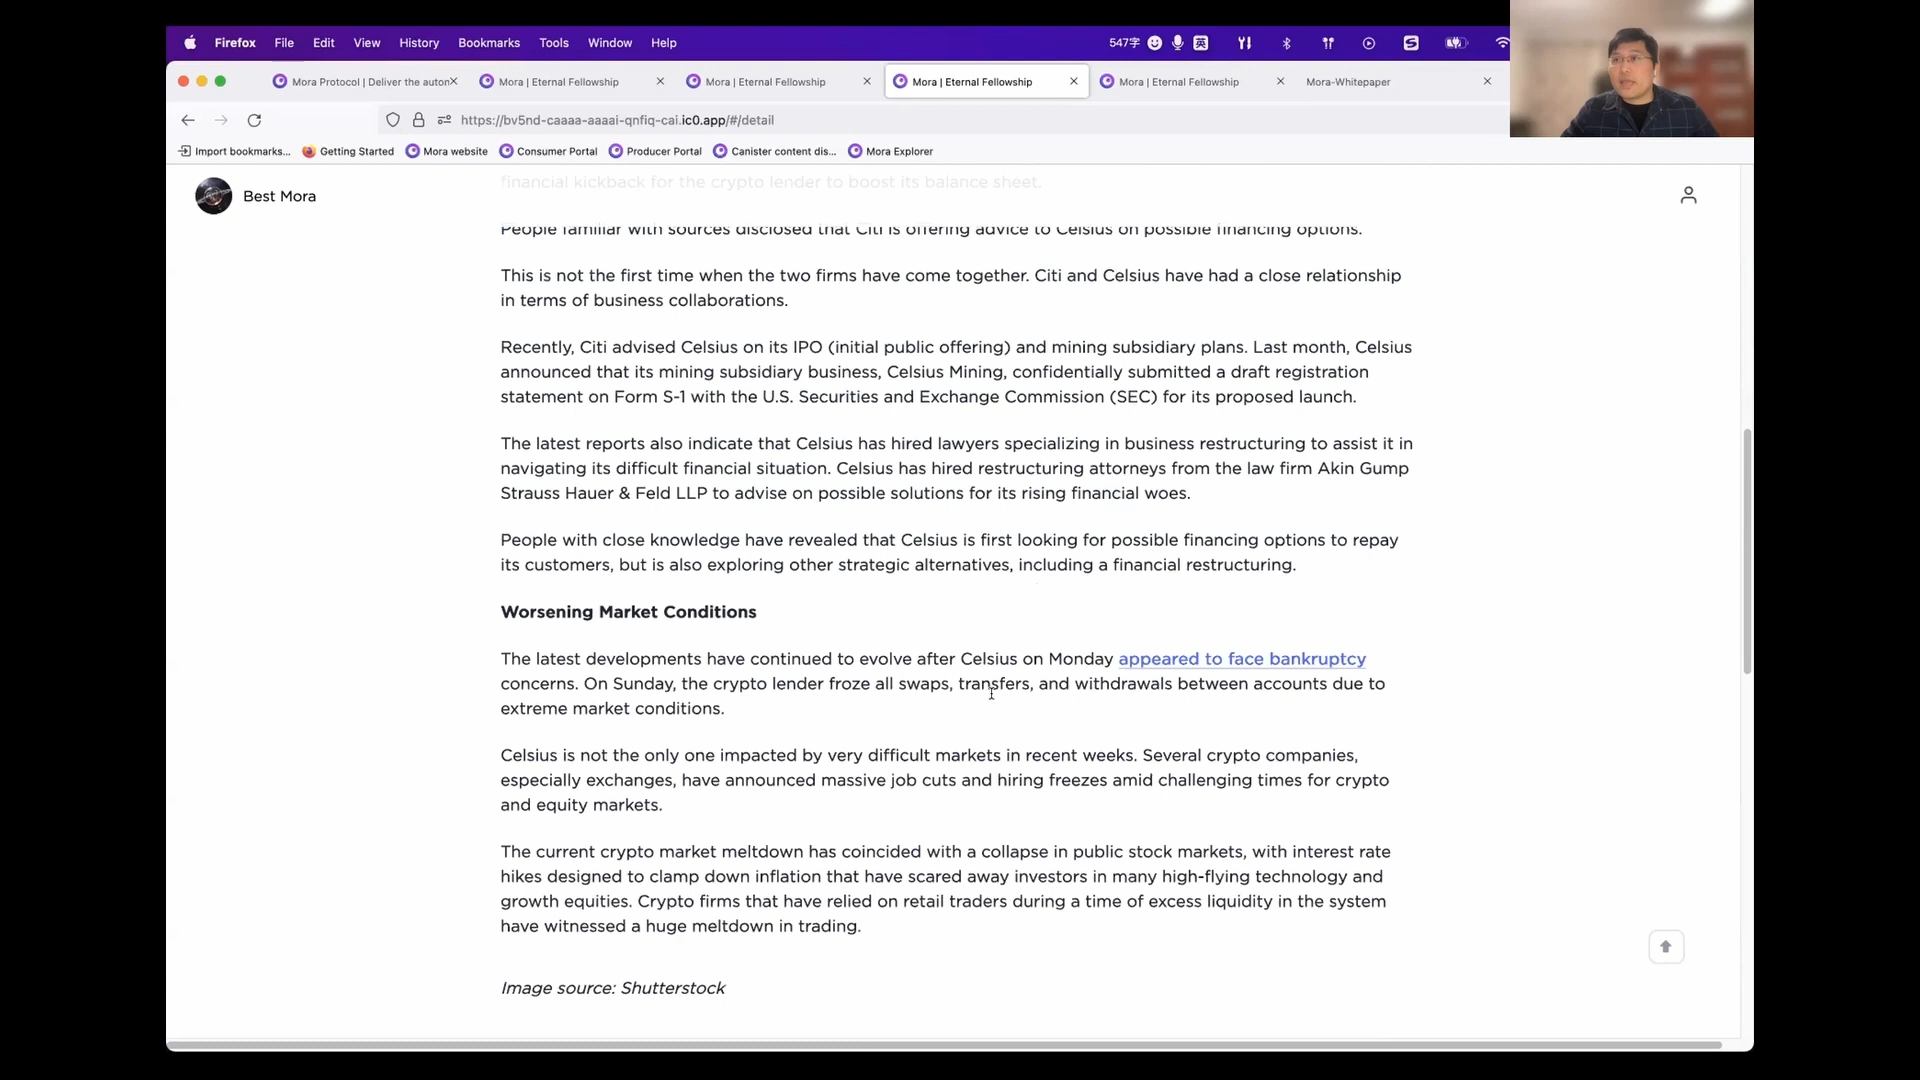 Firefox File Edit View History Bookmarks Tools Window Help 547字 英
Mora Protocol | Deliver the auton Mora | Eternal Fellowship Mora | Eternal Fellowship Mora | Eternal Fellowship Mora | Eternal Fellowship Mora-Whitepaper
https://bv5nd-caaaa-aaaai-qnfiq-cai.ic0.app/#/detail
Import bookmarks... Getting Started Mora website Consumer Portal Producer Portal Canister content dis... Mora Explorer
financial kickback for the crypto lender to boost its balance sheet.
Best Mora
People familiar with sources disclosed that Citi is offering advice to Celsius on possible financing options.
This is not the first time when the two firms have come together. Citi and Celsius have had a close relationship
in terms of business collaborations.
Recently, Citi advised Celsius on its IPO (initial public offering) and mining subsidiary plans. Last month, Celsius
announced that its mining subsidiary business, Celsius Mining, confidentially submitted a draft registration
statement on Form S-1 with the U.S. Securities and Exchange Commission (SEC) for its proposed launch.
The latest reports also indicate that Celsius has hired lawyers specializing in business restructuring to assist it in
navigating its difficult financial situation. Celsius has hired restructuring attorneys from the law firm Akin Gump
Strauss Hauer & Feld LLP to advise on possible solutions for its rising financial woes.
People with close knowledge have revealed that Celsius is first looking for possible financing options to repay
its customers, but is also exploring other strategic alternatives, including a financial restructuring.
Worsening Market Conditions
The latest developments have continued to evolve after Celsius on Monday appeared to face bankruptcy
concerns. On Sunday, the crypto lender froze all swaps, transfers, and withdrawals between accounts due to
extreme market conditions.
Celsius is not the only one impacted by very difficult markets in recent weeks. Several crypto companies,
especially exchanges, have announced massive job cuts and hiring freezes amid challenging times for crypto
and equity markets.
The current crypto market meltdown has coincided with a collapse in public stock markets, with interest rate
hikes designed to clamp down inflation that have scared away investors in many high-flying technology and
growth equities. Crypto firms that have relied on retail traders during a time of excess liquidity in the system
have witnessed a huge meltdown in trading.
Image source: Shutterstock